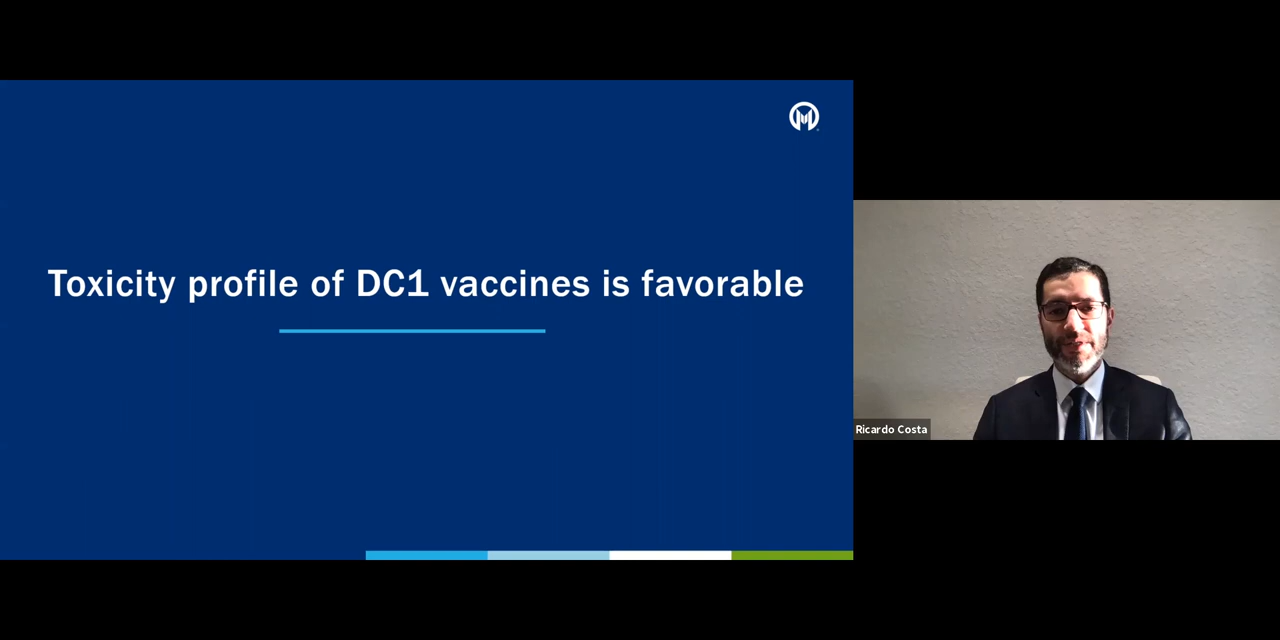 Toxicity profile of DC1 vaccines is favorable
Ricardo Costa